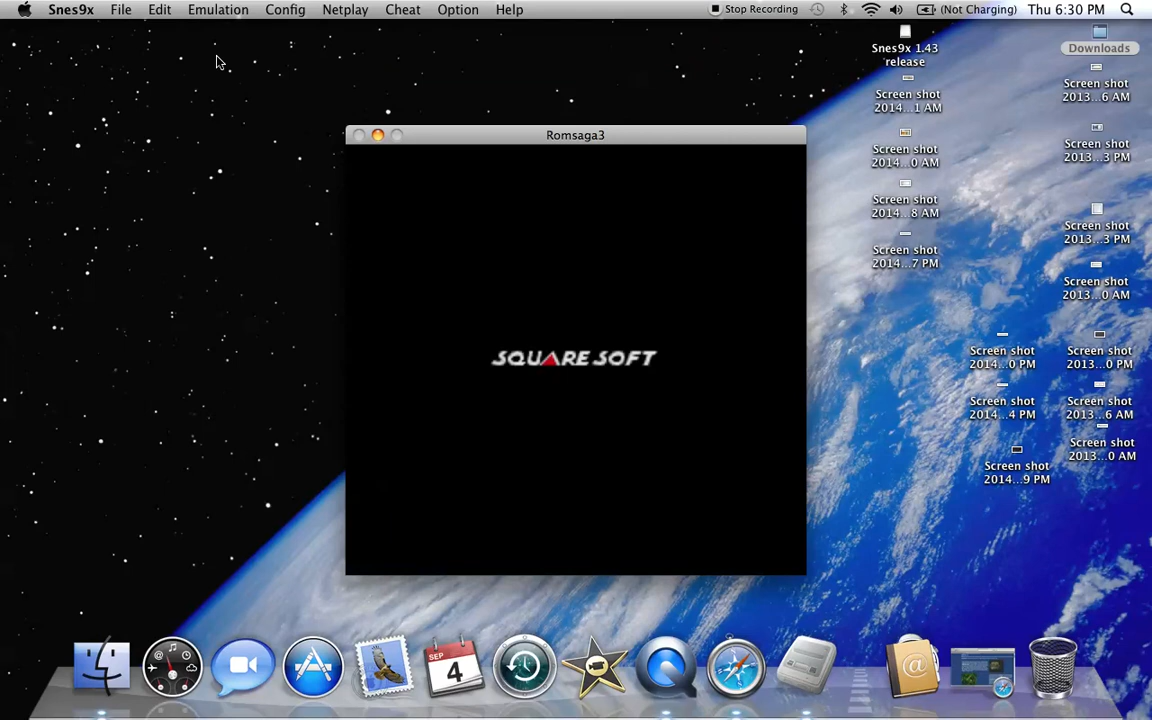 Snes9x File Edit Emulation Config Netplay Cheat Option Help Stop Recording (Not Charging) Thu 6:30 PM
Snes9x 1.43
release
Downloads
Screen shot
2014...1 AM
Screen shot
2013...6 AM
Screen shot
2014...0 AM
Screen shot
2013...3 PM
Screen shot
2014...8 AM
Screen shot
2013...3 PM
Screen shot
2014...7 PM
Screen shot
2013...0 AM
Screen shot
2014...0 PM
Screen shot
2013...0 PM
Screen shot
2014...4 PM
Screen shot
2013...6 AM
Screen shot
2013...0 AM
Screen shot
2014...9 PM
Romsaga3
SQUARE SOFT
SEP
4